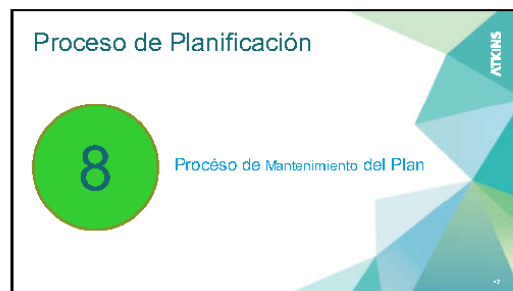 Proceso de Planificación
ATKINS
8
Procéso de Mantenimiento del Plan